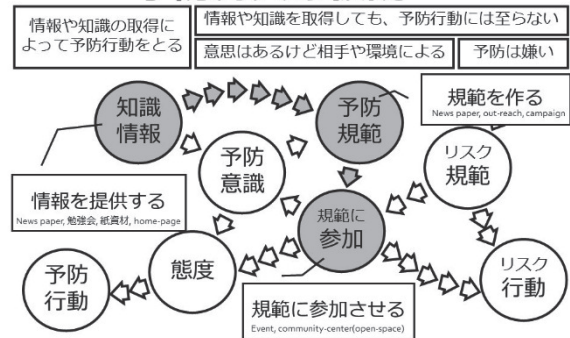 情報や知識の取得に
よって予防行動をとる
情報や知識を取得しても、予防行動には至らない
意思はあるけど相手や環境による
予防は嫌い
知識
情報
予防
規範
規範を作る
News paper, out-reach, campaign
予防
意識
リスク
規範
情報を提供する
News paper, 勉強会, 紙資材, home-page
規範に
参加
予防
行動
態度
リスク
行動
規範に参加させる
Event, community-center(open-space)